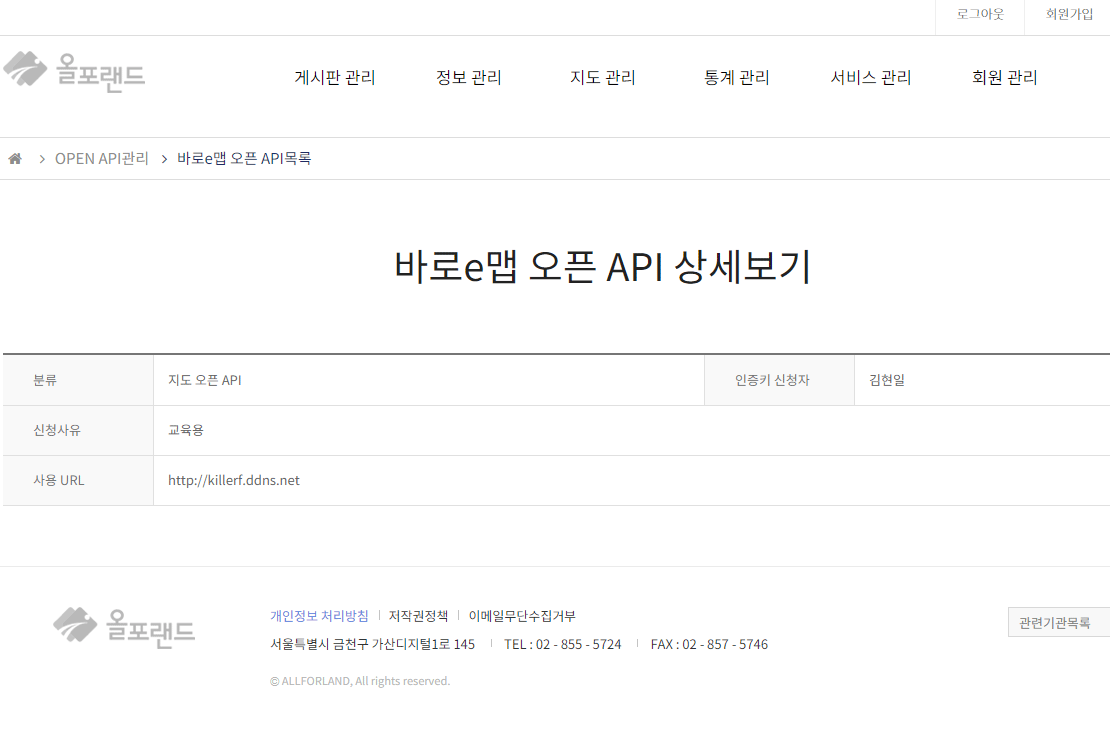 로그아웃 회원가입
올포랜드 게시판 관리 정보 관리 지도 관리 통계 관리 서비스 관리 회원 관리
OPEN API관리 바로e맵 오픈 API목록
바로e맵 오픈 API 상세보기
분류 지도 오픈 API 인증키 신청자 김현일
신청사유 교육용
사용 URL http://killerf.ddns.net
올포랜드
개인정보 처리방침 저작권정책 이메일무단수집거부
관련기관목록
서울특별시 금천구 가산디지털1로 145 TEL : 02 - 855 - 5724 FAX : 02 - 857 - 5746
© ALLFORLAND, All rights reserved.